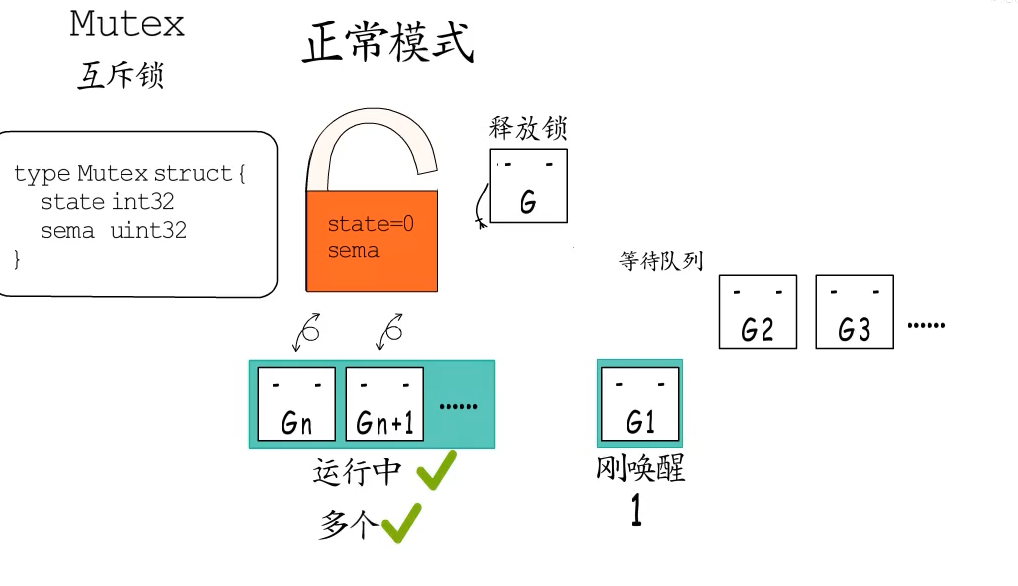 Mutex
互斥锁
正常模式
type Mutex struct{
state int32
sema uint32
}
state=0
sema
释放锁
G
等待队列
G2
G3
......
Gn
Gn+1
......
运行中
多个
G1
刚唤醒
1